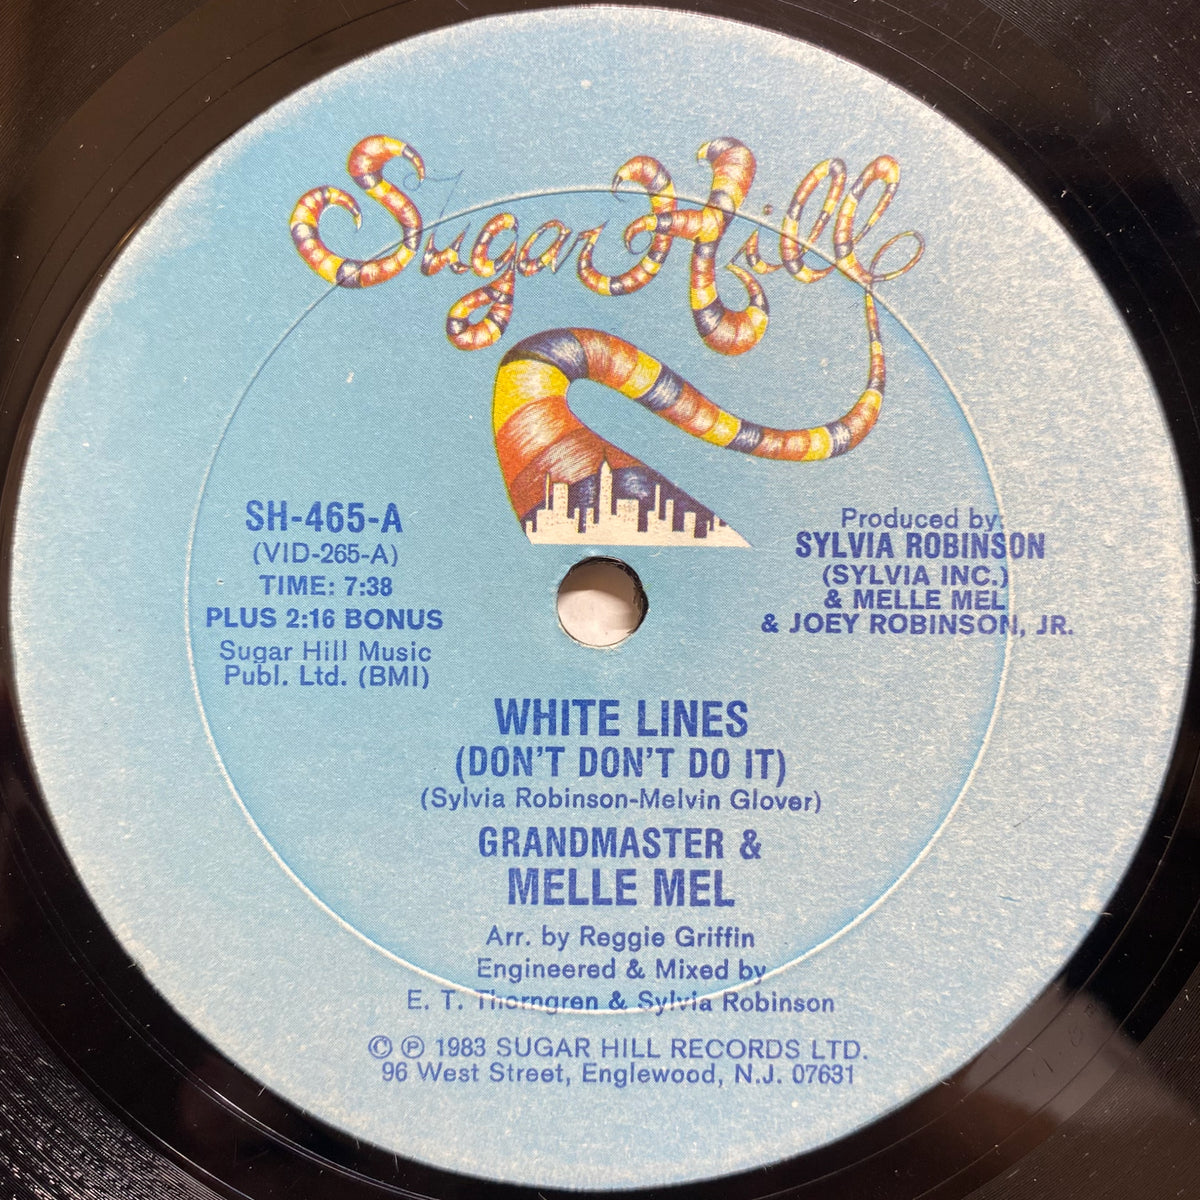 Sugar Hill
SH-465-A
(VID-265-A)
TIME: 7:38
PLUS 2:16 BONUS
Sugar Hill Music
Publ. Ltd. (BMI)
Produced by:
SYLVIA ROBINSON
(SYLVIA INC.)
& MELLE MEL
& JOEY ROBINSON, JR.
WHITE LINES
(DON'T DON'T DO IT)
(Sylvia Robinson-Melvin Glover)
GRANDMASTER &
MELLE MEL
Arr. by Reggie Griffin
Engineered & Mixed by
E. T. Thorngren & Sylvia Robinson
© ℗ 1983 SUGAR HILL RECORDS LTD.
96 West Street, Englewood, N.J. 07631